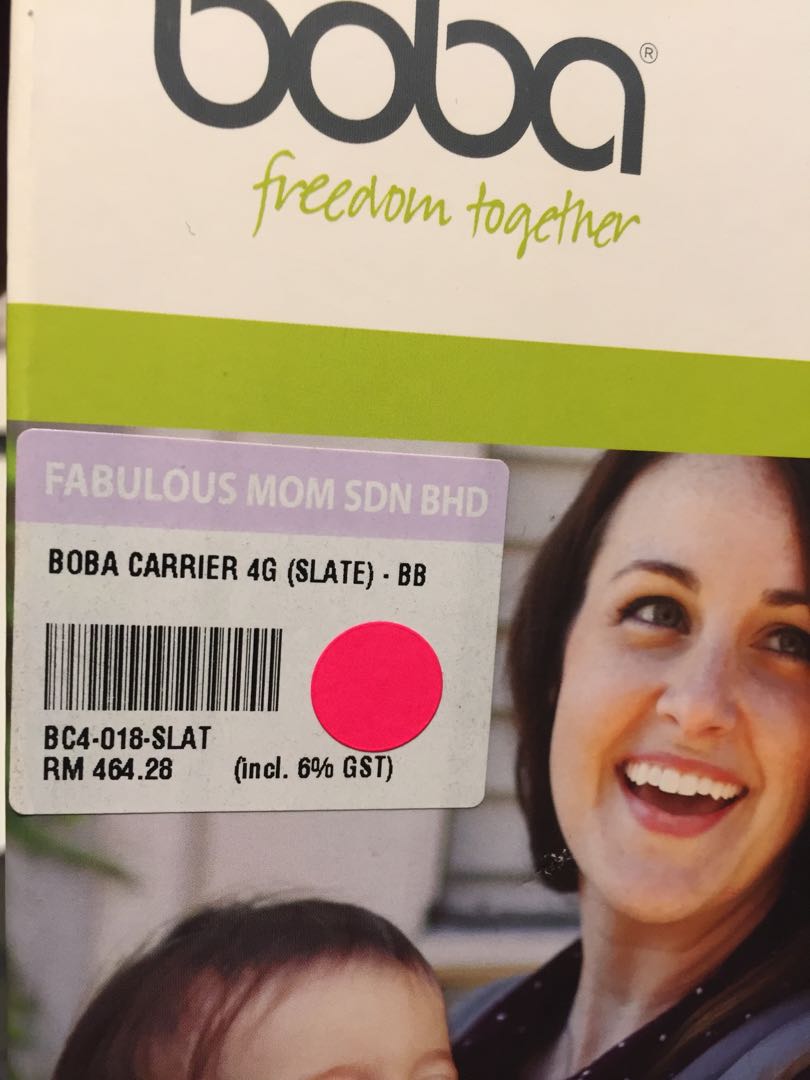 boba®
freedom together
FABULOUS MOM SDN BHD
BOBA CARRIER 4G (SLATE) - BB
BC4-018-SLAT
RM 464.28 (incl. 6% GST)